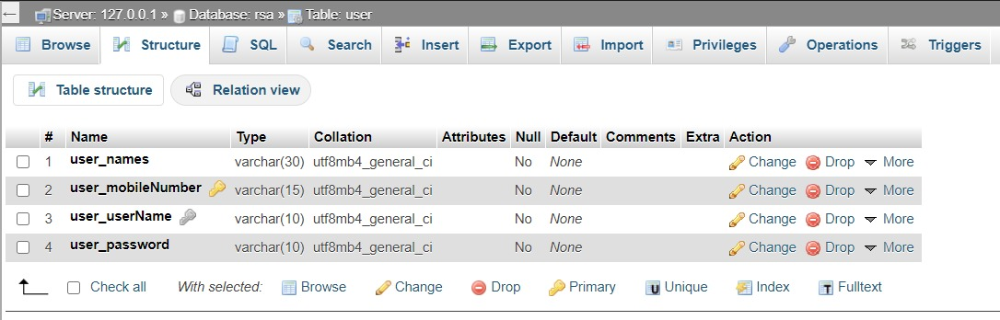 ← Server: 127.0.0.1 » Database: rsa » Table: user
Browse Structure SQL Search Insert Export Import Privileges Operations Triggers
Table structure Relation view
# Name Type Collation Attributes Null Default Comments Extra Action
1 user_names varchar(30) utf8mb4_general_ci No None Change Drop More
2 user_mobileNumber varchar(15) utf8mb4_general_ci No None Change Drop More
3 user_userName varchar(10) utf8mb4_general_ci No None Change Drop More
4 user_password varchar(10) utf8mb4_general_ci No None Change Drop More
Check all With selected: Browse Change Drop Primary Unique Index Fulltext